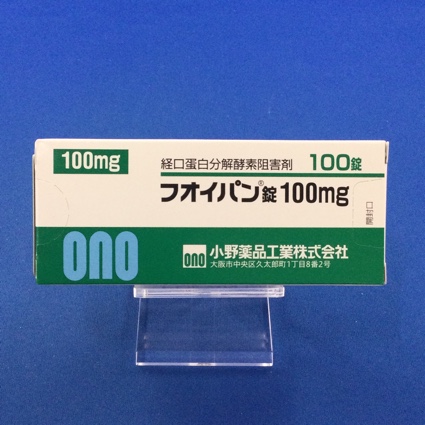 100mg
経口蛋白分解酵素阻害剤 100錠
フオイパン®錠100mg
開封口
ono
ono 小野薬品工業株式会社
大阪市中央区久太郎町1丁目8番2号